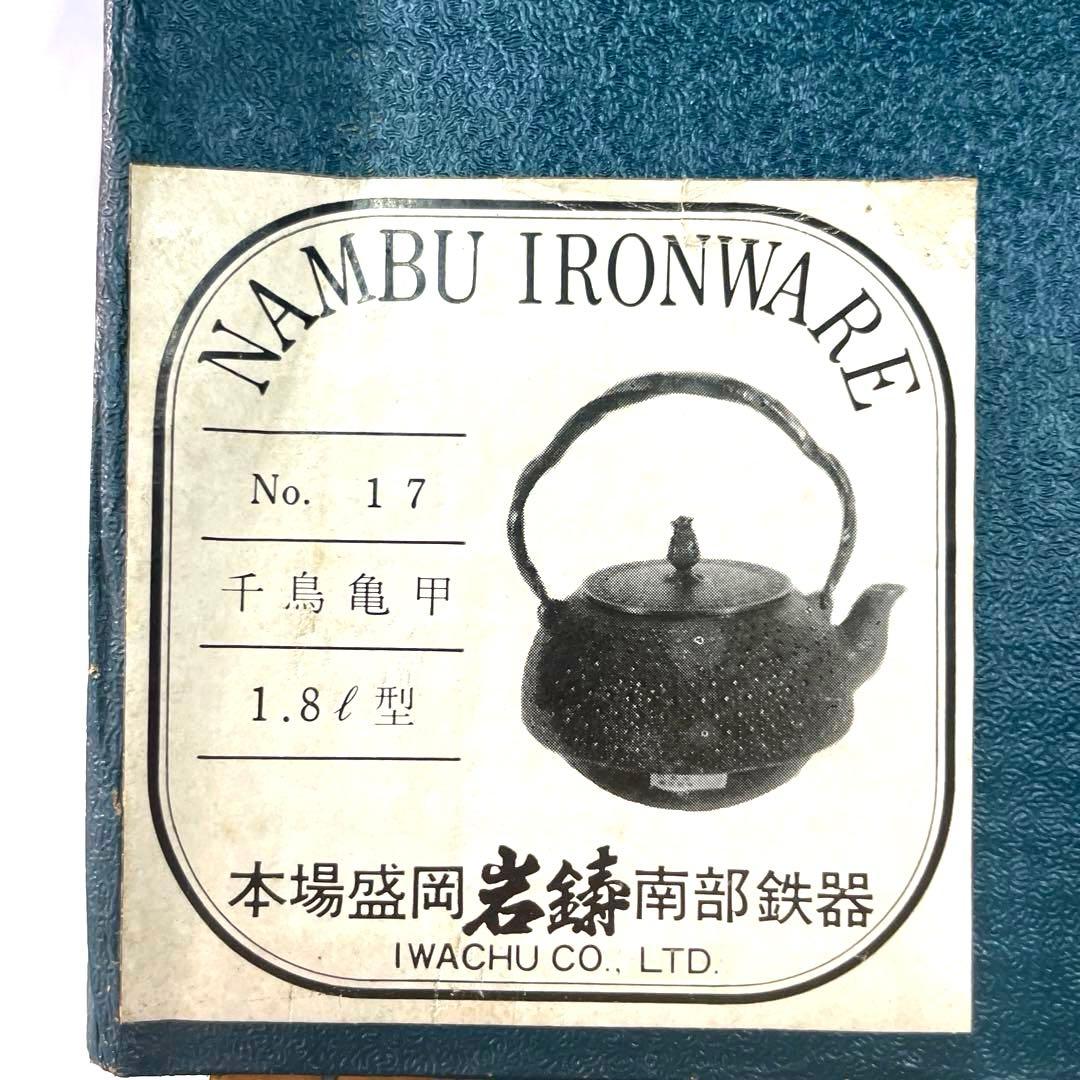 NAMBU IRONWARE
No. 17
千鳥亀甲
1.8ℓ型
本場盛岡岩鋳南部鉄器
IWACHU CO., LTD.